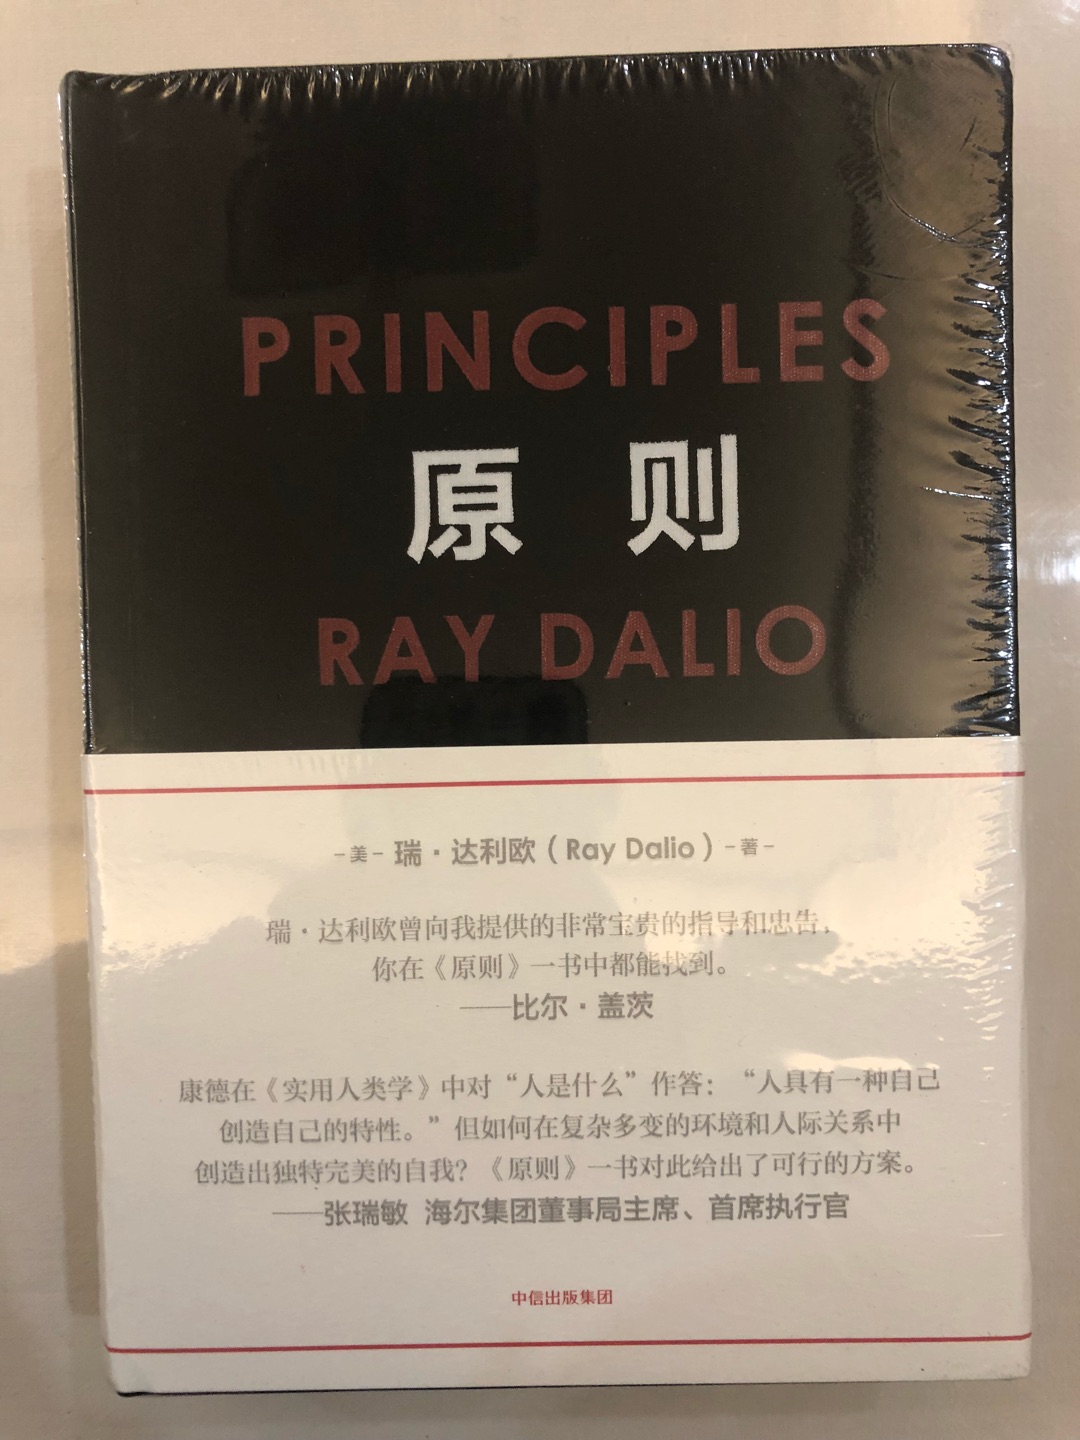 PRINCIPLES
原则
RAY DALIO
-美- 瑞·达利欧(Ray Dalio) -著-
瑞·达利欧曾向我提供的非常宝贵的指导和忠告，
你在《原则》一书中都能找到。
——比尔·盖茨
康德在《实用人类学》中对“人是什么”作答：“人具有一种自己
创造自己的特性。”但如何在复杂多变的环境和人际关系中
创造出独特完美的自我？《原则》一书对此给出了可行的方案。
——张瑞敏 海尔集团董事局主席、首席执行官
中信出版集团